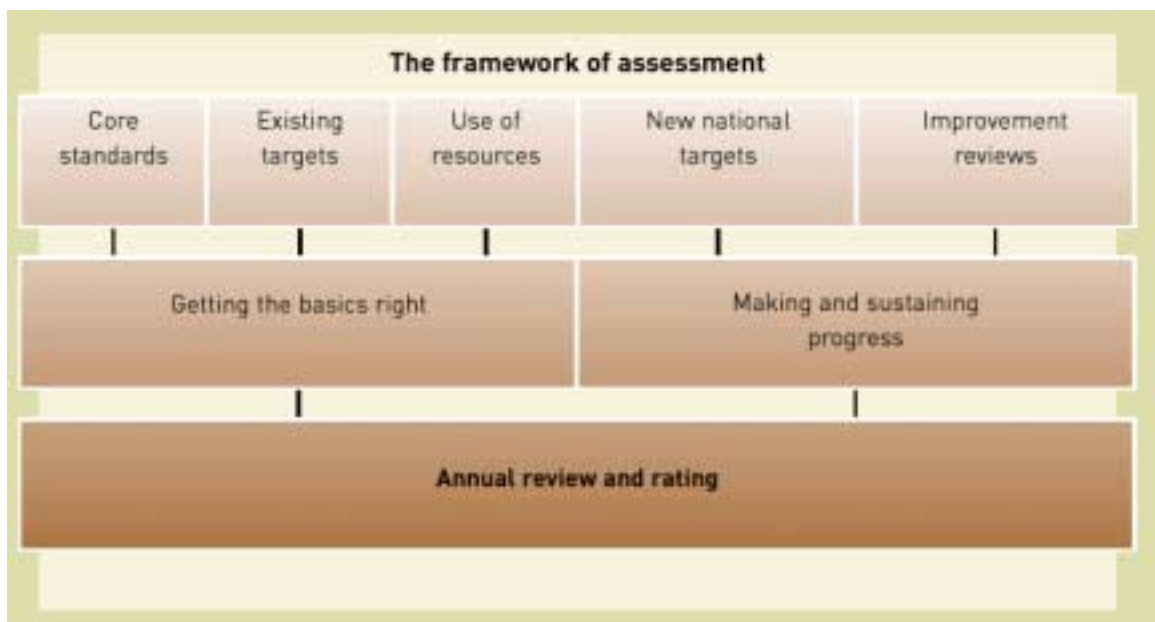 The framework of assessment
Core
standards
Existing
targets
Use of
resources
New national
targets
Improvement
reviews
Getting the basics right
Making and sustaining
progress
Annual review and rating